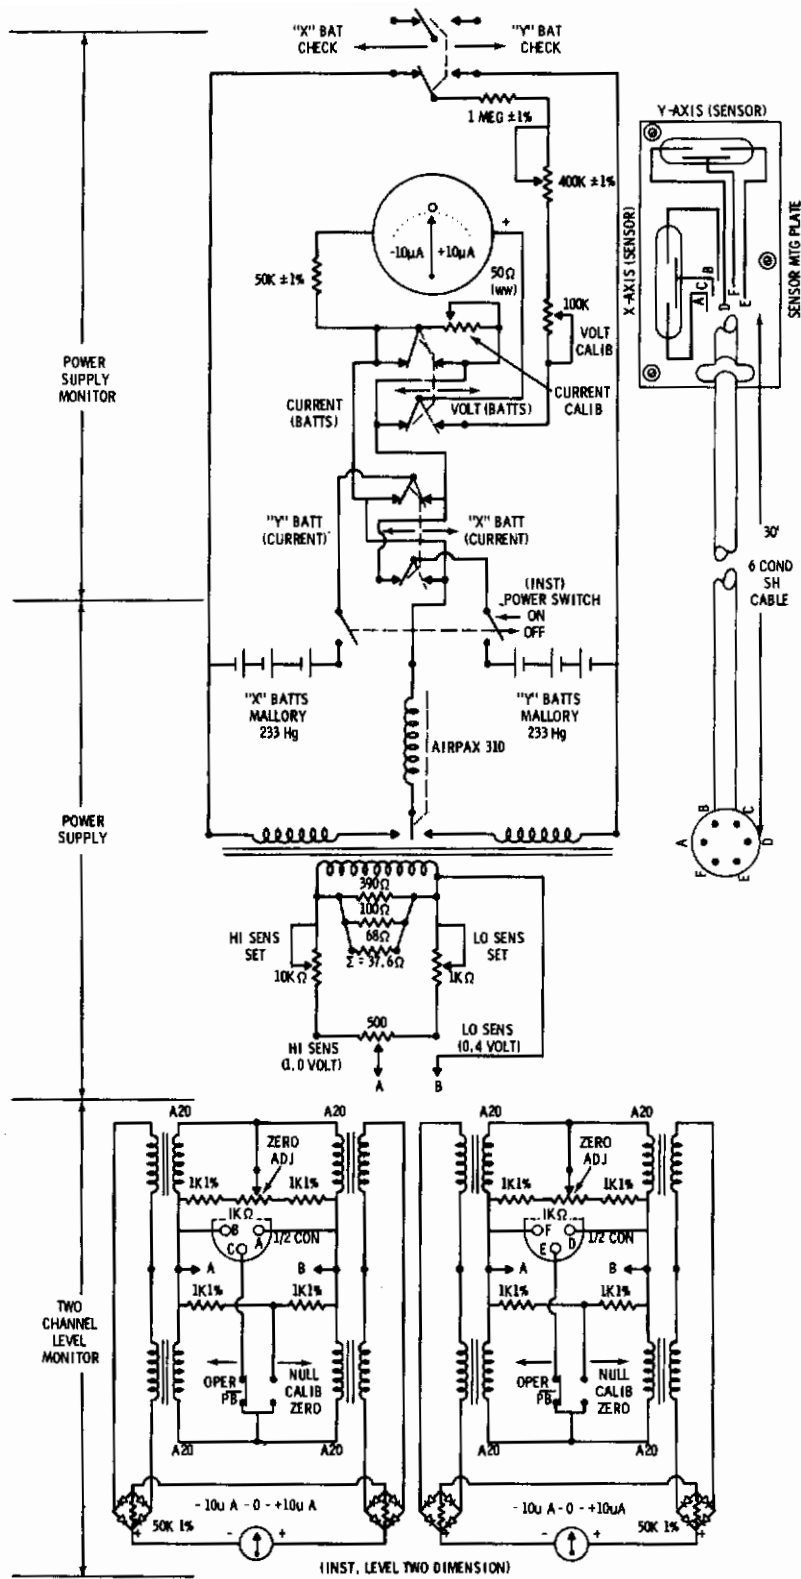 "X" BAT
CHECK
"Y" BAT
CHECK
1 MEG ±1%
400K ±1%
-10µA
+10µA
+
50K ±1%
50Ω
(WW)
100K
VOLT
CALIB
CURRENT
CALIB
POWER
SUPPLY
MONITOR
CURRENT
(BATTS)
VOLT (BATTS)
"Y" BATT
(CURRENT)
"X" BATT
(CURRENT)
(INST)
POWER SWITCH
ON
OFF
"X" BATTS
MALLORY
233 Hg
"Y" BATTS
MALLORY
233 Hg
AIRPAX 310
POWER
SUPPLY
Y-AXIS (SENSOR)
X-AXIS (SENSOR)
SENSOR MTG PLATE
A
C
B
D
F
E
30'
6 COND
SH
CABLE
B
C
A
D
F
E
390Ω
100Ω
68Ω
Σ = 37.6Ω
HI SENS
SET
LO SENS
SET
10KΩ
1KΩ
500
HI SENS
(1.0 VOLT)
LO SENS
(0.4 VOLT)
A
B
TWO
CHANNEL
LEVEL
MONITOR
A20
A20
ZERO
ADJ
1K1%
1K1%
1KΩ
B
A
C
1/2 CON
A
B
1K1%
1K1%
OPER
PB
NULL
CALIB
ZERO
A20
A20
-10u A - 0 - +10µ A
50K 1%
+
-
+
A20
A20
ZERO
ADJ
1K1%
1K1%
1KΩ
F
D
E
1/2 CON
A
B
1K1%
1K1%
OPER
PB
NULL
CALIB
ZERO
A20
A20
-10u A - 0 - +10uA
+
-
+
50K 1%
+
(INST, LEVEL TWO DIMENSION)